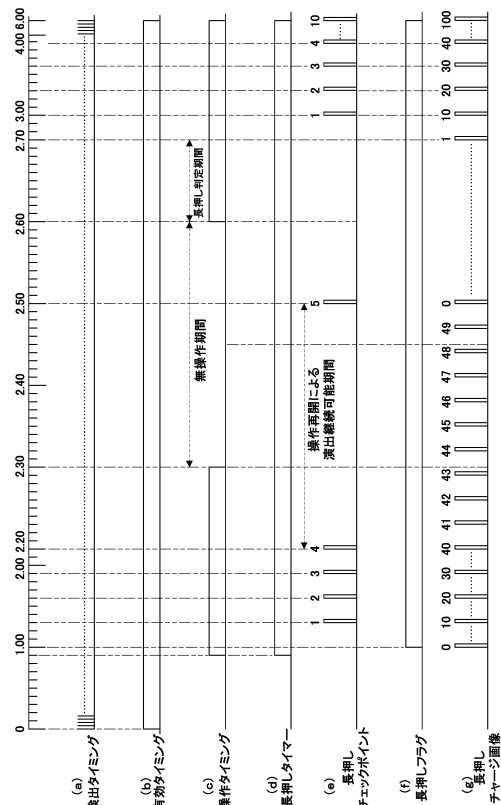 0 1.00 2.00 2.20 2.30 2.40 2.50 2.60 2.70 3.00 4.00 6.00
(a)
検出タイミング
(b)
有効タイミング
(c)
操作タイミング
無操作期間
長押し判定期間
(d)
長押しタイマー
(e)
長押し
チェックポイント
1 2 3 4 5 1 2 3 4 10
操作再開による
演出継続可能期間
(f)
長押しフラグ
(g)
長押し
チャージ画像
0 10 20 30 40 41 42 43 44 45 46 47 48 49 0 1 10 20 30 40 100